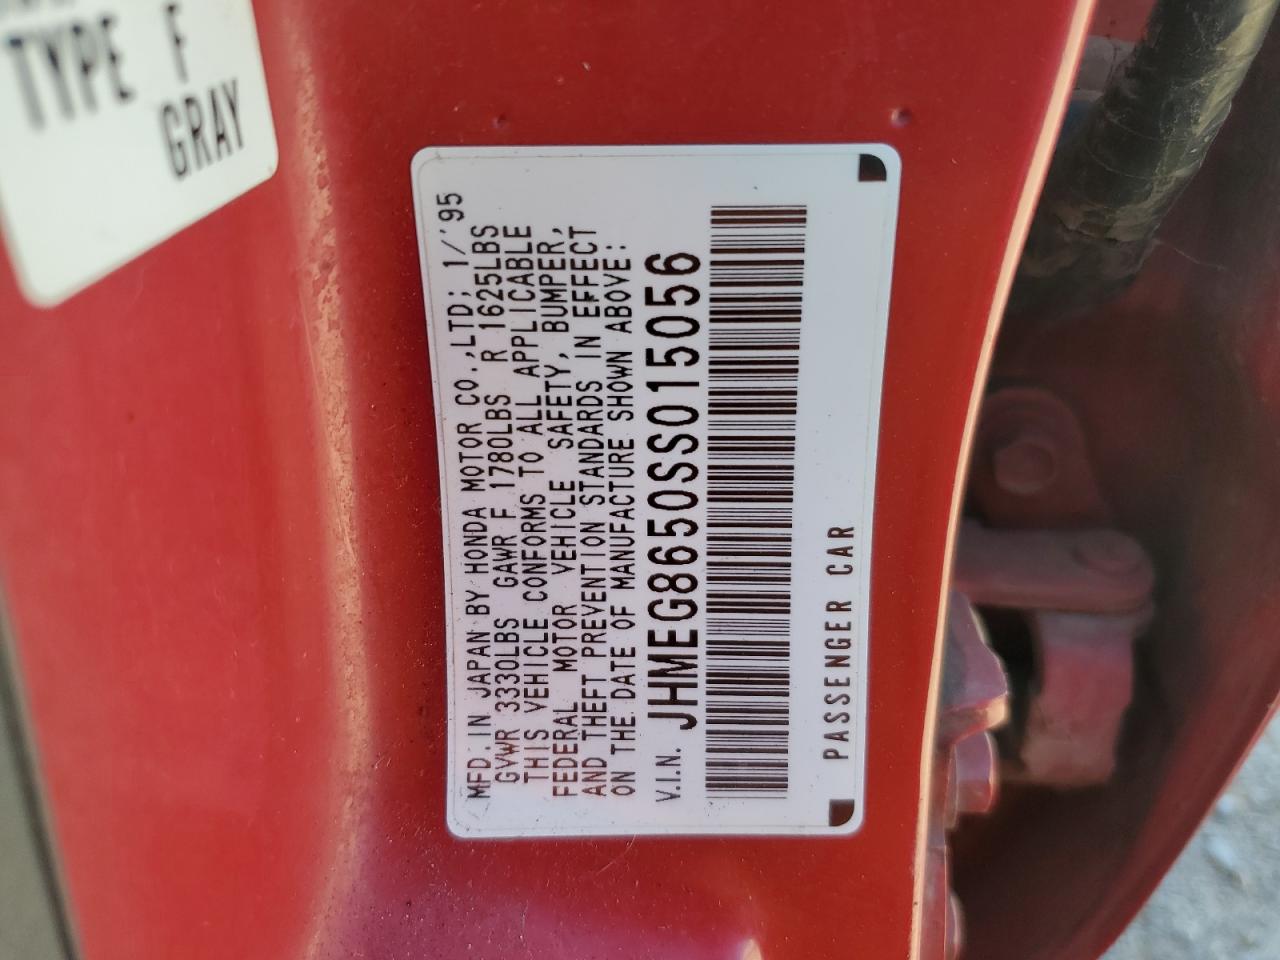 TYPE F
GRAY
MFD. IN JAPAN BY HONDA MOTOR CO.,LTD; 1/'95
GVWR 3330LBS GAWR F 1780LBS R 1625LBS
THIS VEHICLE CONFORMS TO ALL APPLICABLE
FEDERAL MOTOR VEHICLE SAFETY, BUMPER,
AND THEFT PREVENTION STANDARDS IN EFFECT
ON THE DATE OF MANUFACTURE SHOWN ABOVE:
V.I.N. JHMEG8650SS015056
PASSENGER CAR